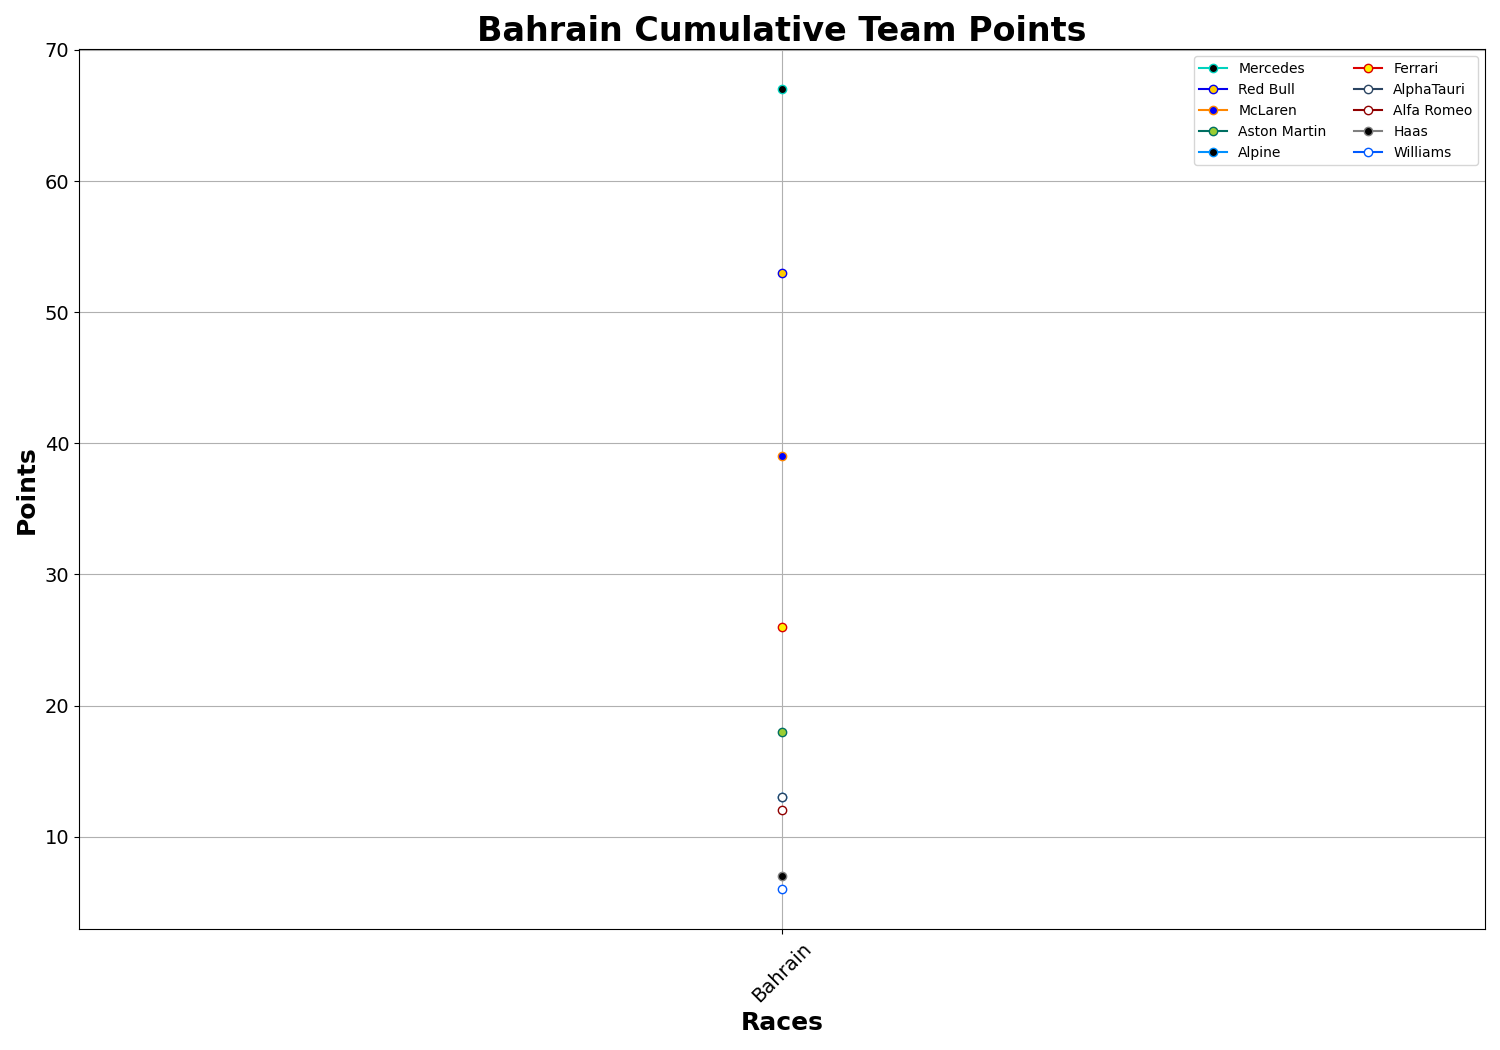 Bahrain Cumulative Team Points
70
60
50
40
30
20
10
Points
Mercedes
Red Bull
McLaren
Aston Martin
Alpine
Ferrari
AlphaTauri
Alfa Romeo
Haas
Williams
Bahrain
Races